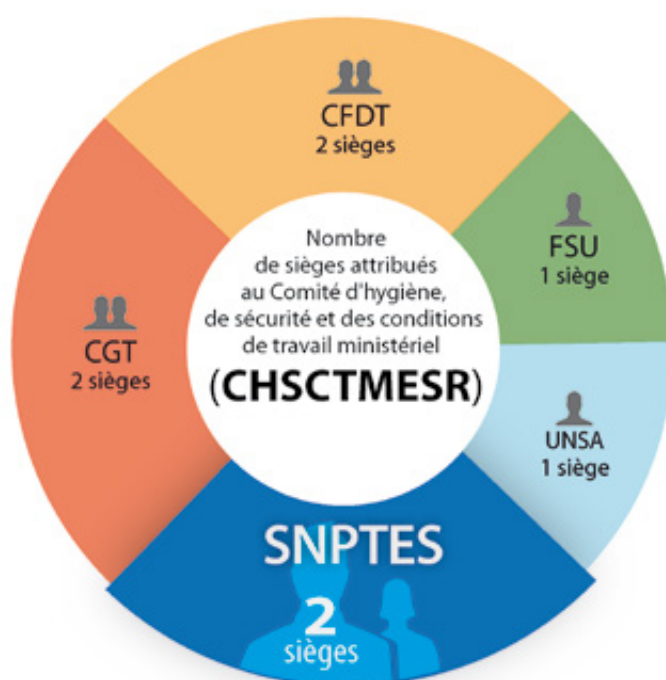 CFDT
2 sièges
FSU
1 siège
UNSA
1 siège
SNPTES
2
sièges
CGT
2 sièges
Nombre
de sièges attribués
au Comité d'hygiène,
de sécurité et des conditions
de travail ministériel
(CHSCTMESR)